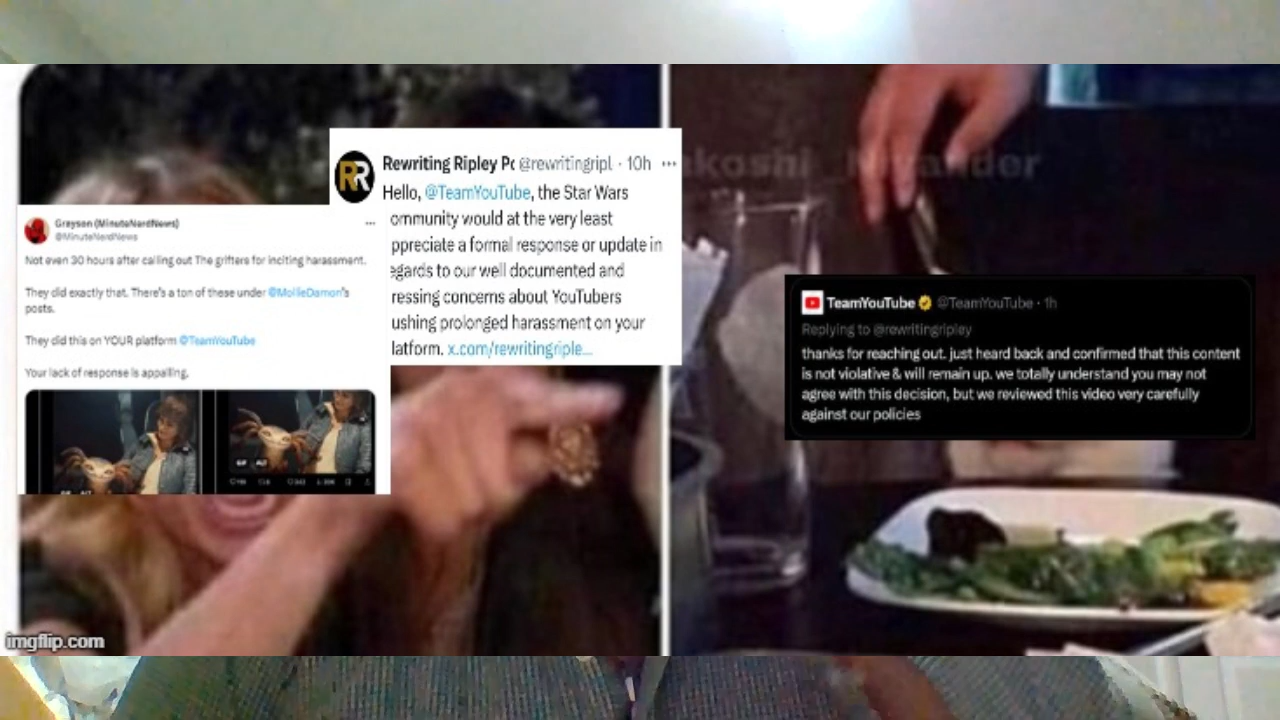 Rewriting Ripley Pc @rewritingripl · 10h
Hello, @TeamYouTube, the Star Wars
ommunity would at the very least
ppreciate a formal response or update in
egards to our well documented and
ressing concerns about YouTubers
ushing prolonged harassment on your
latform. x.com/rewritingriple...
Greyson (MinuteNerdNews)
@MinuteNerdNews
Not even 30 hours after calling out The grifters for inciting harassment.
They did exactly that. There's a ton of these under @MollieDamon's
posts.
They did this on YOUR platform @TeamYouTube
Your lack of response is appalling.
GIF ALT
GIF
TeamYouTube @TeamYouTube · 1h
Replying to @rewritingripley
thanks for reaching out. just heard back and confirmed that this content
is not violative & will remain up. we totally understand you may not
agree with this decision, but we reviewed this video very carefully
against our policies
imgflip.com